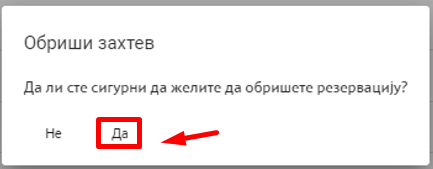 Обриши захтев
Да ли сте сигурни да желите да обришете резервацију?
Не Да